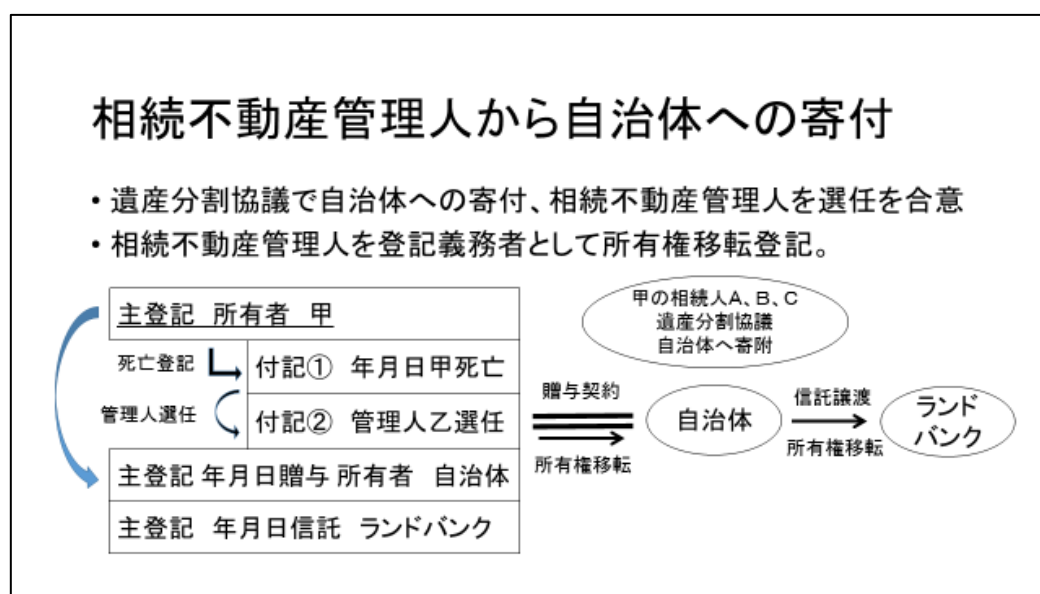 相続不動産管理人から自治体への寄付
• 遺産分割協議で自治体への寄付、相続不動産管理人を選任を合意
• 相続不動産管理人を登記義務者として所有権移転登記。
主登記 所有者 甲
死亡登記
付記① 年月日甲死亡
管理人選任
付記② 管理人乙選任
主登記 年月日贈与 所有者 自治体
主登記 年月日信託 ランドバンク
甲の相続人A、B、C
遺産分割協議
自治体へ寄附
贈与契約
所有権移転
自治体
信託譲渡
所有権移転
ランド
バンク